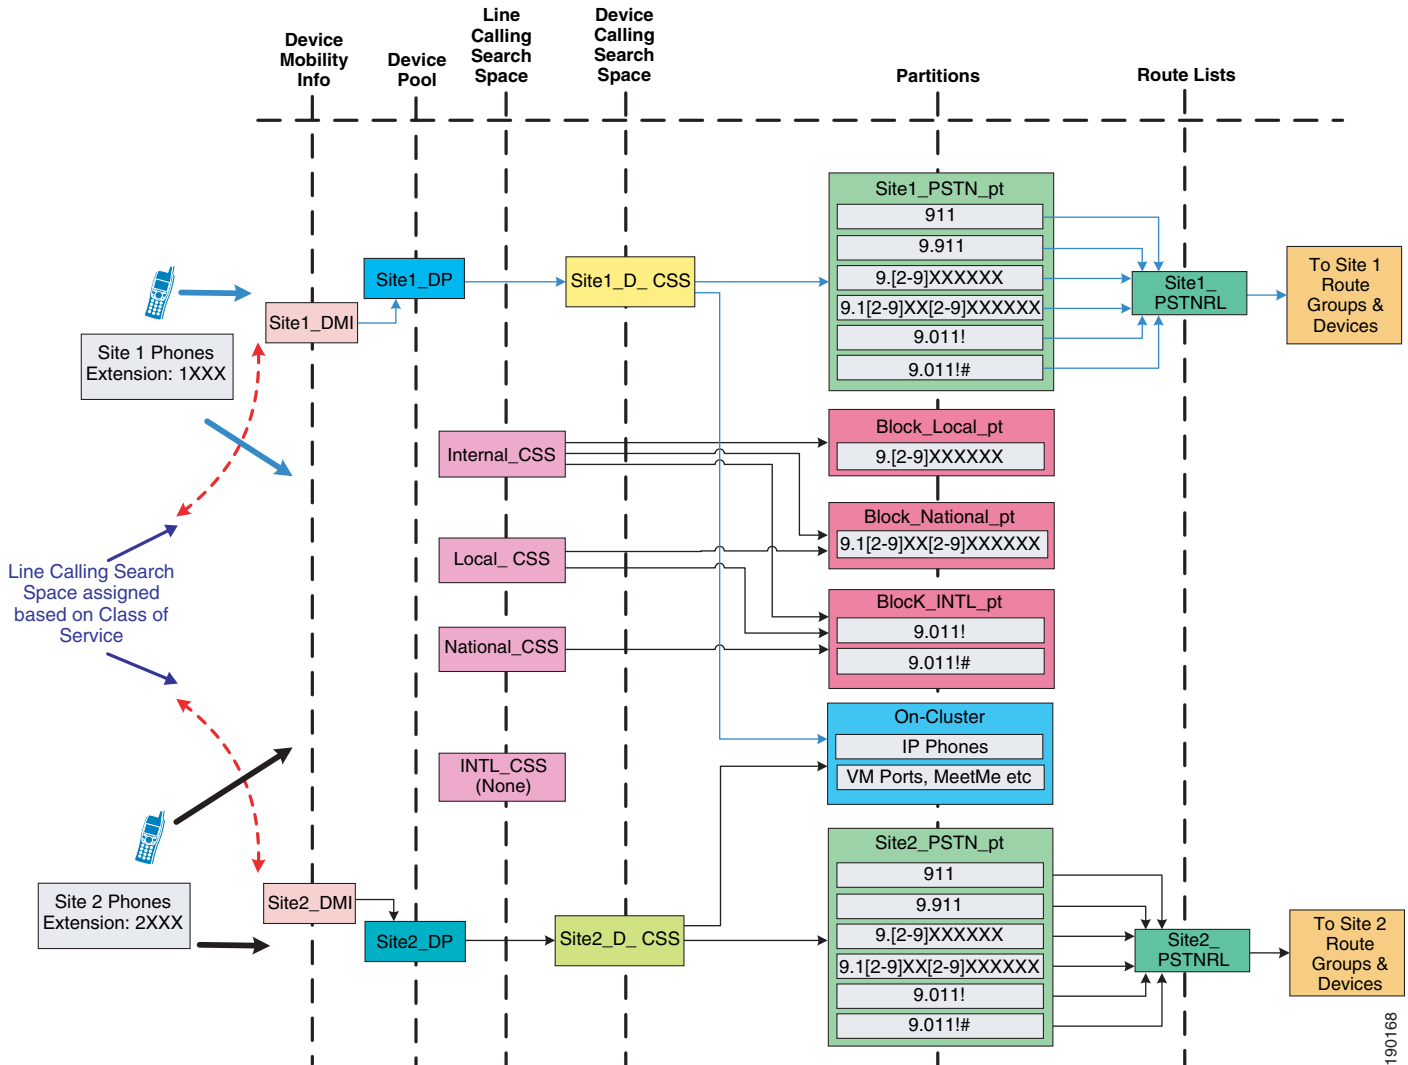 Device
Mobility
Info
Device
Pool
Line
Calling
Search
Space
Device
Calling
Search
Space
Partitions
Route Lists
Site1_PSTN_pt
911
9.911
9.[2-9]XXXXXX
9.1[2-9]XX[2-9]XXXXXX
9.011!
9.011!#
Site1_DP
Site1_D_ CSS
Site1_DMI
Site1_
PSTNRL
To Site 1
Route
Groups &
Devices
Site 1 Phones
Extension: 1XXX
Internal_CSS
Block_Local_pt
9.[2-9]XXXXXX
Block_National_pt
9.1[2-9]XX[2-9]XXXXXX
Local_ CSS
Line Calling Search
Space assigned
based on Class of
Service
BlocK_INTL_pt
9.011!
9.011!#
National_CSS
On-Cluster
IP Phones
VM Ports, MeetMe etc
INTL_CSS
(None)
Site2_PSTN_pt
911
9.911
9.[2-9]XXXXXX
9.1[2-9]XX[2-9]XXXXXX
9.011!
9.011!#
Site 2 Phones
Extension: 2XXX
Site2_DMI
Site2_DP
Site2_D_ CSS
Site2_
PSTNRL
To Site 2
Route
Groups &
Devices
190168